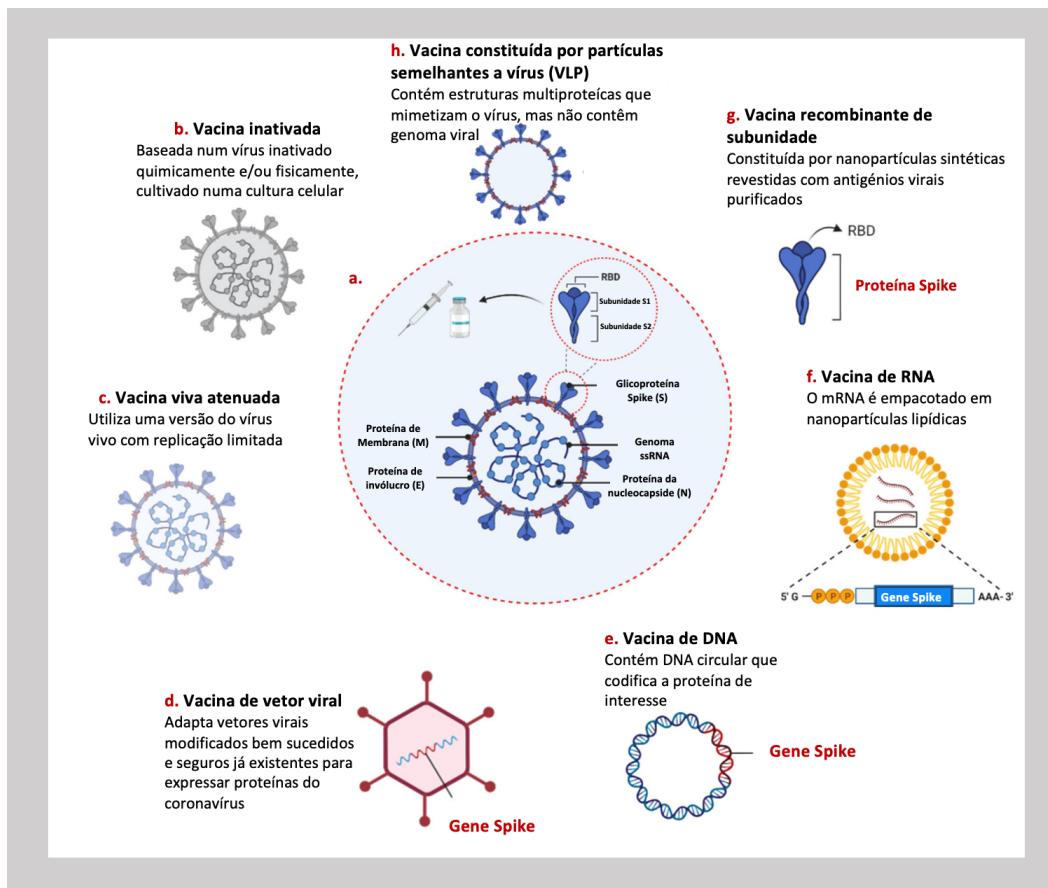 h. Vacina constituída por partículas
semelhantes a vírus (VLP)
Contém estruturas multiproteícas que
mimetizam o vírus, mas não contêm
genoma viral
g. Vacina recombinante de
subunidade
Constituída por nanopartículas sintéticas
revestidas com antigénios virais
purificados
RBD
Proteína Spike
b. Vacina inativada
Baseada num vírus inativado
quimicamente e/ou fisicamente,
cultivado numa cultura celular
a.
RBD
Subunidade S1
Subunidade S2
Glicoproteína
Spike (S)
Proteína de
Membrana (M)
Genoma
ssRNA
Proteína de
invólucro (E)
Proteína da
nucleocapside (N)
c. Vacina viva atenuada
Utiliza uma versão do vírus
vivo com replicação limitada
f. Vacina de RNA
O mRNA é empacotado em
nanopartículas lipídicas
5' G P P P Gene Spike AAA- 3'
e. Vacina de DNA
Contém DNA circular que
codifica a proteína de
interesse
Gene Spike
d. Vacina de vetor viral
Adapta vetores virais
modificados bem sucedidos
e seguros já existentes para
expressar proteínas do
coronavírus
Gene Spike